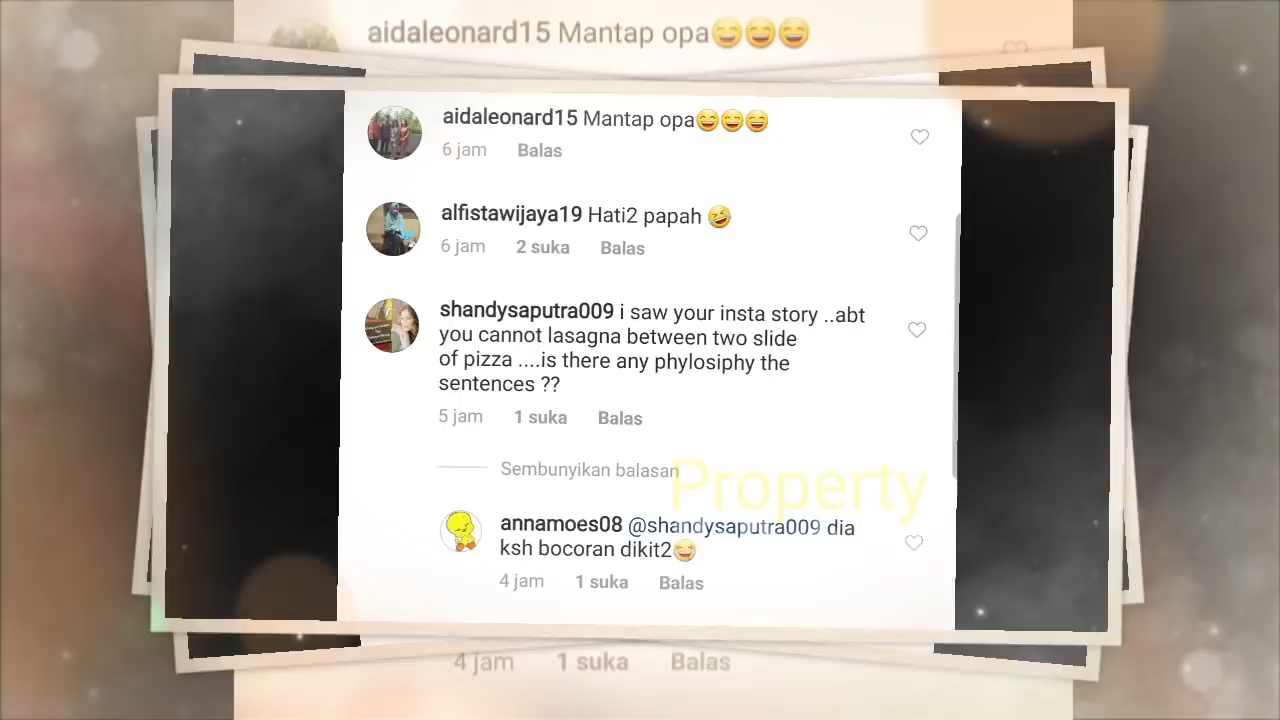 aidaleonard15 Mantap opa😄😄😄
aidaleonard15 Mantap opa😄😄😄
6 jam Balas
alfistawijaya19 Hati2 papah 🤣
6 jam 2 suka Balas
shandysaputra009 i saw your insta story ..abt
you cannot lasagna between two slide
of pizza ....is there any phylosiphy the
sentences ??
5 jam 1 suka Balas
Sembunyikan balasan
Property
annamoes08 @shandysaputra009 dia
ksh bocoran dikit2😂
4 jam 1 suka Balas
4 jam 1 suka Balas